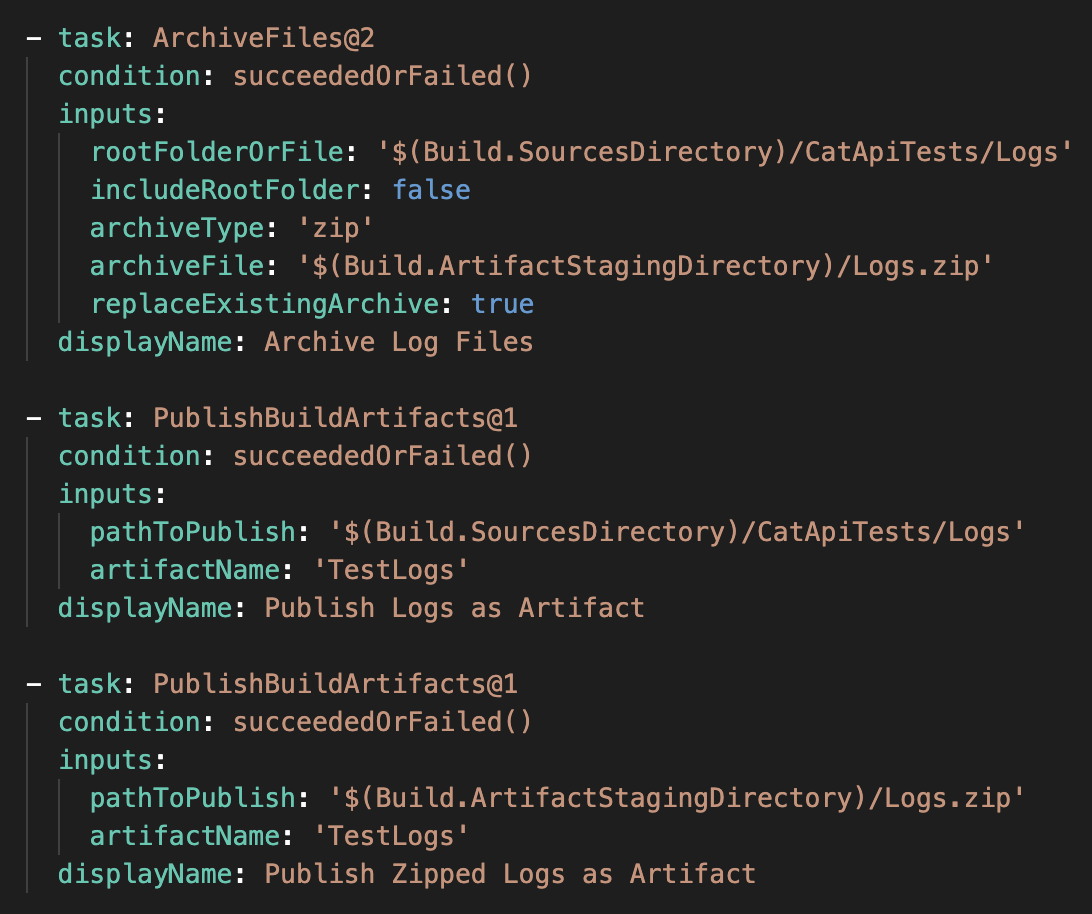 - task: ArchiveFiles@2
condition: succeededOrFailed()
inputs:
rootFolderOrFile: '$(Build.SourcesDirectory)/CatApiTests/Logs'
includeRootFolder: false
archiveType: 'zip'
archiveFile: '$(Build.ArtifactStagingDirectory)/Logs.zip'
replaceExistingArchive: true
displayName: Archive Log Files
- task: PublishBuildArtifacts@1
condition: succeededOrFailed()
inputs:
pathToPublish: '$(Build.SourcesDirectory)/CatApiTests/Logs'
artifactName: 'TestLogs'
displayName: Publish Logs as Artifact
- task: PublishBuildArtifacts@1
condition: succeededOrFailed()
inputs:
pathToPublish: '$(Build.ArtifactStagingDirectory)/Logs.zip'
artifactName: 'TestLogs'
displayName: Publish Zipped Logs as Artifact